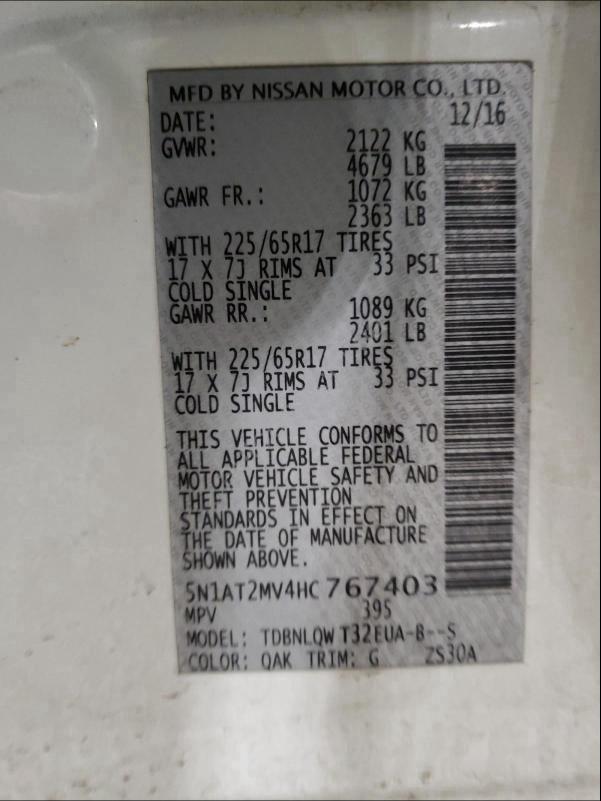 MFD BY NISSAN MOTOR CO., LTD.
DATE: 12/16
GVWR: 2122 KG
4679 LB
GAWR FR.: 1072 KG
2363 LB
WITH 225/65R17 TIRES
17 X 7J RIMS AT 33 PSI
COLD SINGLE
GAWR RR.: 1089 KG
2401 LB
WITH 225/65R17 TIRES
17 X 7J RIMS AT 33 PSI
COLD SINGLE
THIS VEHICLE CONFORMS TO
ALL APPLICABLE FEDERAL
MOTOR VEHICLE SAFETY AND
THEFT PREVENTION
STANDARDS IN EFFECT ON
THE DATE OF MANUFACTURE
SHOWN ABOVE.
5N1AT2MV4HC767403
MPV 395
MODEL: TDBNLQW T32EUA-B--S
COLOR: QAK TRIM: G ZS30A